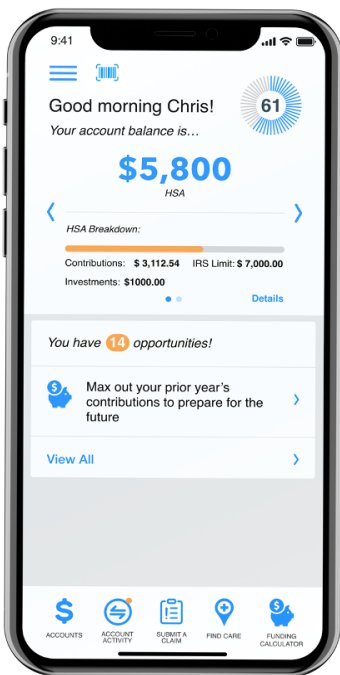 9:41
Good morning Chris!
61
Your account balance is...
$5,800
HSA
HSA Breakdown:
Contributions: $ 3,112.54 IRS Limit: $ 7,000.00
Investments: $1000.00
Details
You have 14 opportunities!
Max out your prior year's
contributions to prepare for the
future
View All
ACCOUNTS
ACCOUNT
ACTIVITY
SUBMIT A
CLAIM
FIND CARE
FUNDING
CALCULATOR